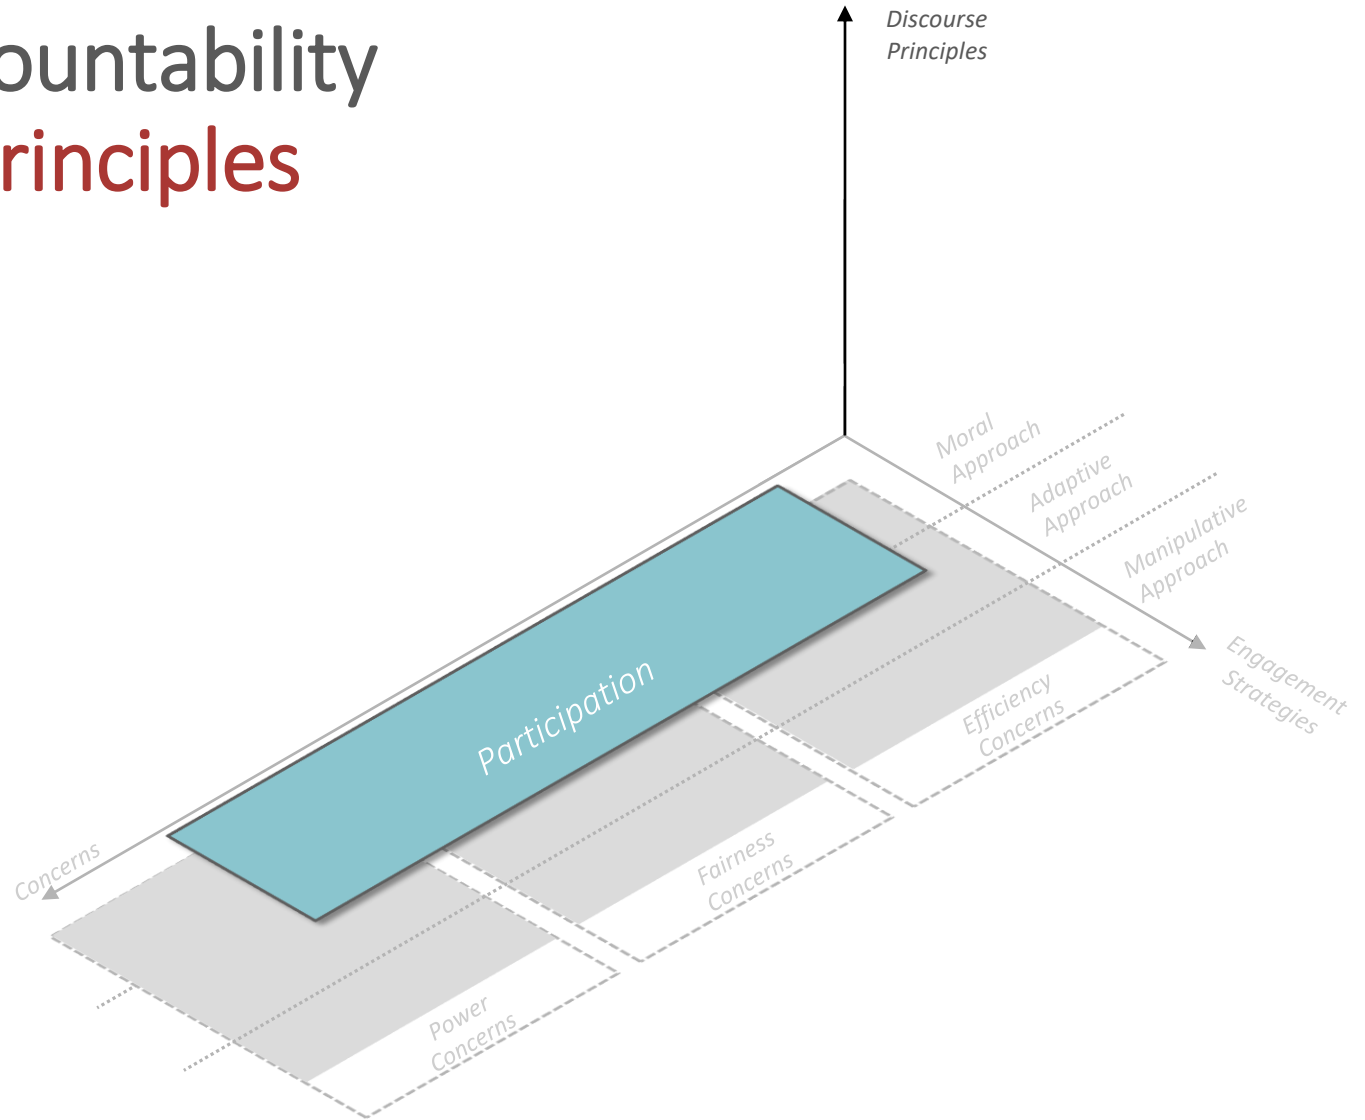 ountability
rinciples
Discourse
Principles
Moral
Approach
Adaptive
Approach
Manipulative
Approach
Engagement
Strategies
Participation
Efficiency
Concerns
Fairness
Concerns
Concerns
Power
Concerns